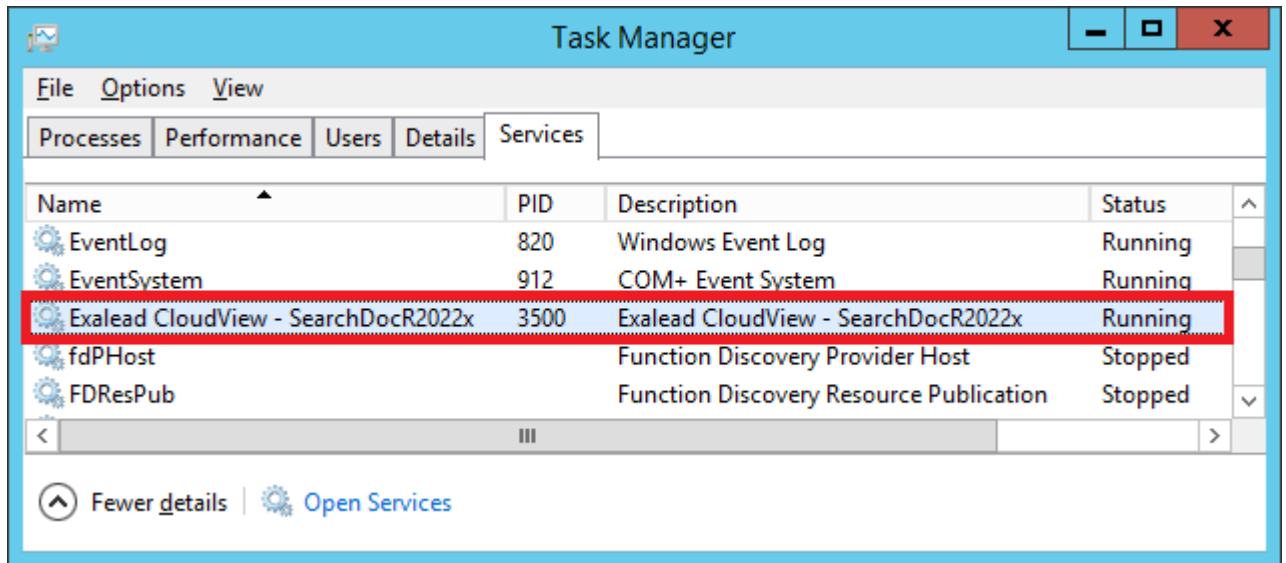 Task Manager
File Options View
Processes Performance Users Details Services
Name PID Description Status
EventLog 820 Windows Event Log Running
EventSystem 912 COM+ Event System Running
Exalead CloudView - SearchDocR2022x 3500 Exalead CloudView - SearchDocR2022x Running
fdPHost Function Discovery Provider Host Stopped
FDResPub Function Discovery Resource Publication Stopped
Fewer details Open Services